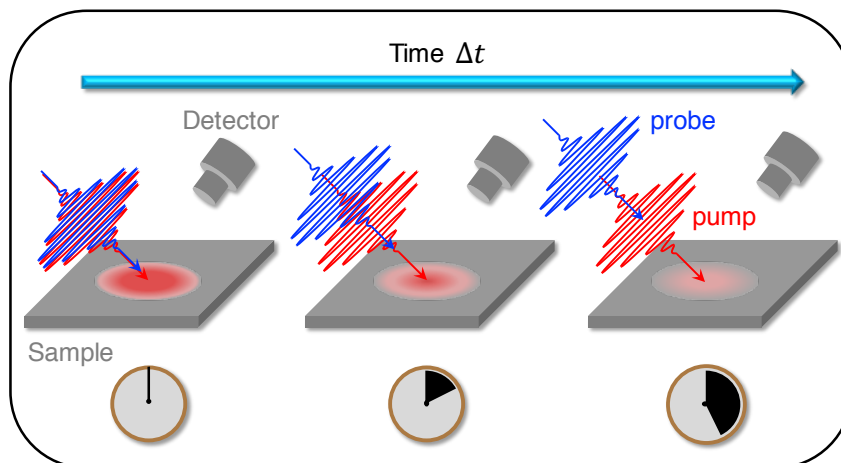 Time Δt
Detector
probe
pump
Sample